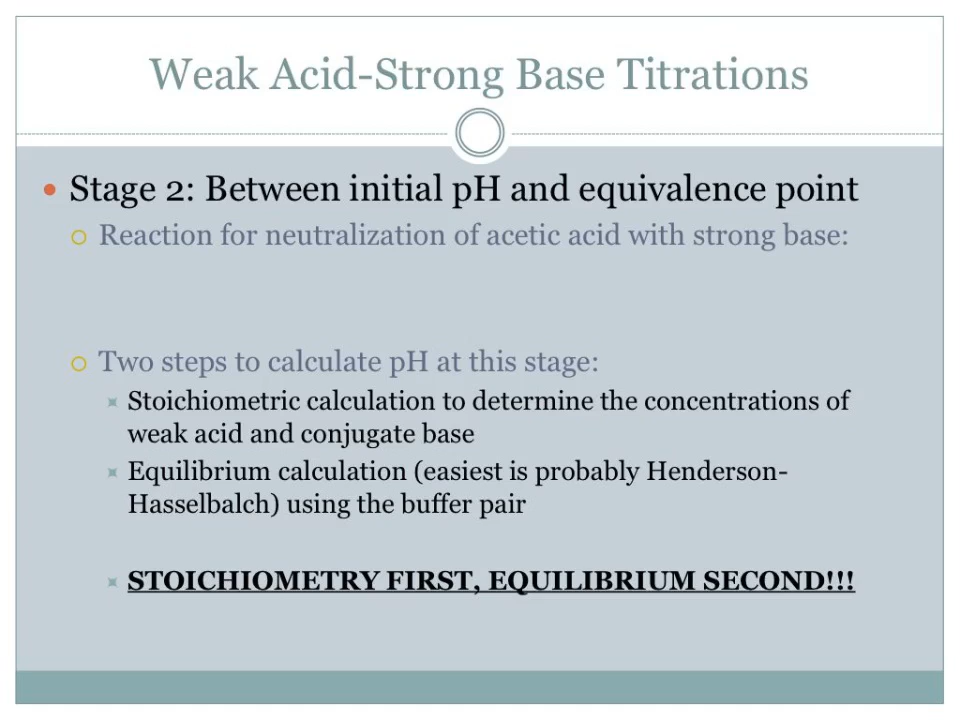 Weak Acid-Strong Base Titrations
Stage 2: Between initial pH and equivalence point
Reaction for neutralization of acetic acid with strong base:
Two steps to calculate pH at this stage:
Stoichiometric calculation to determine the concentrations of
weak acid and conjugate base
Equilibrium calculation (easiest is probably Henderson-
Hasselbalch) using the buffer pair
STOICHIOMETRY FIRST, EQUILIBRIUM SECOND!!!